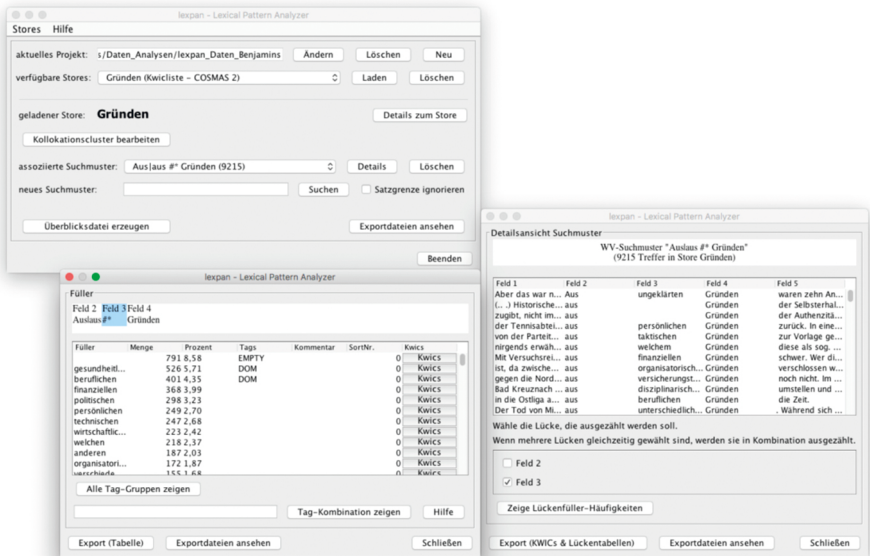 lexpan - Lexical Pattern Analyzer
Stores Hilfe
aktuelles Projekt: s/Daten_Analysen/lexpan_Daten_Benjamins Ändern Löschen Neu
verfügbare Stores: Gründen (Kwicliste - COSMAS 2) Laden Löschen
geladener Store: Gründen Details zum Store
Kollokationscluster bearbeiten
assoziierte Suchmuster: Aus|aus #* Gründen (9215) Details Löschen
neues Suchmuster: Suchen Satzgrenze ignorieren
Überblicksdatei erzeugen Exportdateien ansehen
Beenden
lexpan - Lexical Pattern Analyzer
Füller
Feld 2 Feld 3 Feld 4
Auslaus #* Gründen
Füller Menge Prozent Tags Kommentar SortNr. Kwics
791 8,58 EMPTY 0 Kwics
gesundheitl... 526 5,71 DOM 0 Kwics
beruflichen 401 4,35 DOM 0 Kwics
finanziellen 368 3,99 0 Kwics
politischen 298 3,23 0 Kwics
persönlichen 249 2,70 0 Kwics
technischen 247 2,68 0 Kwics
wirtschaftlic... 223 2,42 0 Kwics
welchen 218 2,37 0 Kwics
anderen 187 2,03 0 Kwics
organisatori... 172 1,87 0 Kwics
verschiede 155 1,68 0 Kwics
Alle Tag-Gruppen zeigen
Tag-Kombination zeigen Hilfe
Export (Tabelle) Exportdateien ansehen Schließen
lexpan - Lexical Pattern Analyzer
Detailsansicht Suchmuster
WV-Suchmuster "Auslaus #* Gründen"
(9215 Treffer in Store Gründen)
Feld 1 Feld 2 Feld 3 Feld 4 Feld 5
Aber das war n... Aus ungeklärten Gründen waren zehn An...
(.. .) Historische... aus Gründen der Selbsterhal...
zugibt, nicht im... aus Gründen der Authenzitä...
der Tennisabtei... aus persönlichen Gründen zurück. In eine...
von der Parteit... aus taktischen Gründen zur Vorlage ge...
nirgends erwäh... aus welchem Gründen diese als sog. ...
Mit Versuchsrei... aus finanziellen Gründen schwer. Wer di...
ist, da zwische... aus organisatorisch... Gründen verschlossen w...
gegen die Nord... aus versicherungst... Gründen noch nicht. Im ...
Bad Kreuznach ... aus disziplinarisch... Gründen umstellen und ...
in die Ostliga a... aus beruflichen Gründen die Zeit.
Der Tod von Mi... aus unterschiedlich... Gründen . Während sich ...
Wähle die Lücke, die ausgezählt werden soll.
Wenn mehrere Lücken gleichzeitig gewählt sind, werden sie in Kombination ausgezählt.
Feld 2
Feld 3
Zeige Lückenfüller-Häufigkeiten
Export (KWICs & Lückentabellen) Exportdateien ansehen Schließen